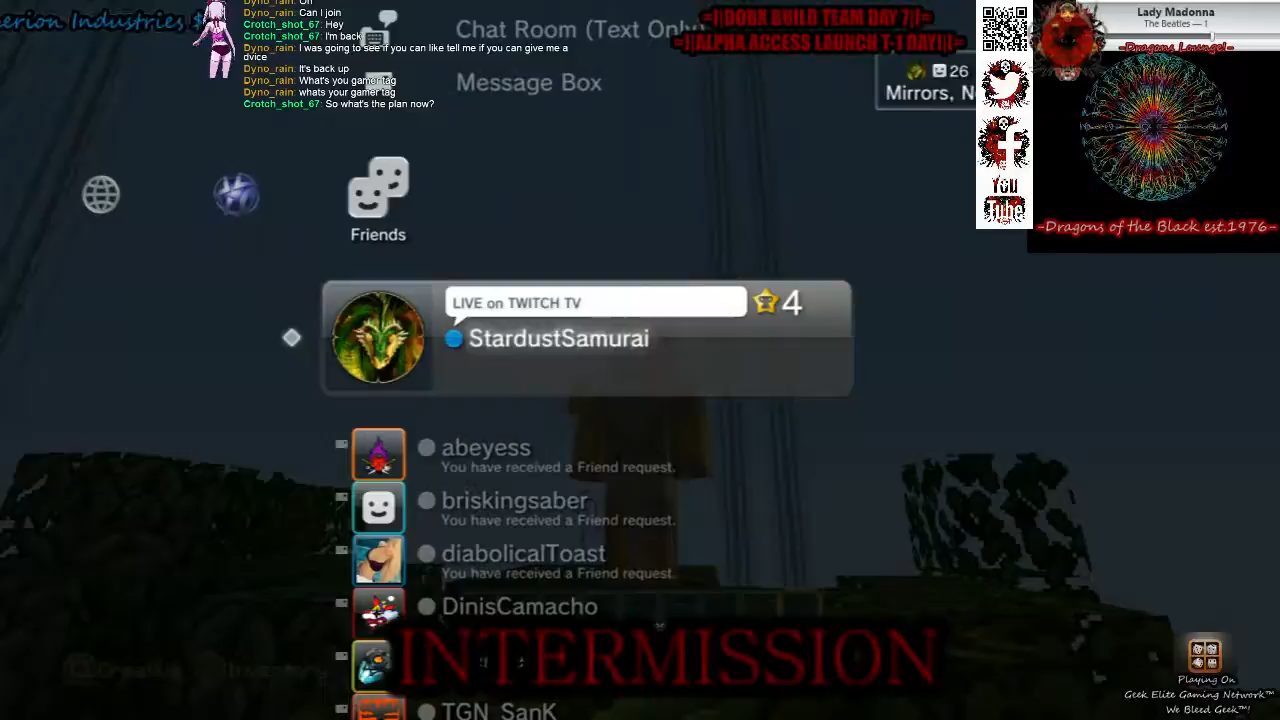 erion Industries $
Dyno_rain: Can I join
Crotch_shot_67: Hey
Crotch_shot_67: I'm back
Dyno_rain: I was going to see if you can like tell me if you can give me a
dvice
Dyno_rain: It's back up
Dyno_rain: What's you gamer tag
Dyno_rain: whats your gamer tag
Crotch_shot_67: So what's the plan now?
Chat Room (Text Only
Message Box
=||DOBK BUILD TEAM DAY 7||=
=||ALPHA ACCESS LAUNCH T-1 DAY||=
26
Mirrors, N
Lady Madonna
The Beatles — 1
-Dragons Lounge!-
You
Tube
-Dragons of the Black est.1976-
Friends
LIVE on TWITCH TV
4
StardustSamurai
abeyess
You have received a Friend request.
briskingsaber
You have received a Friend request.
diabolicalToast
You have received a Friend request.
DinisCamacho
INTERMISSION
TGN_SanK
Inventory
Playing On
Geek Elite Gaming Network™
We Bleed Geek™!